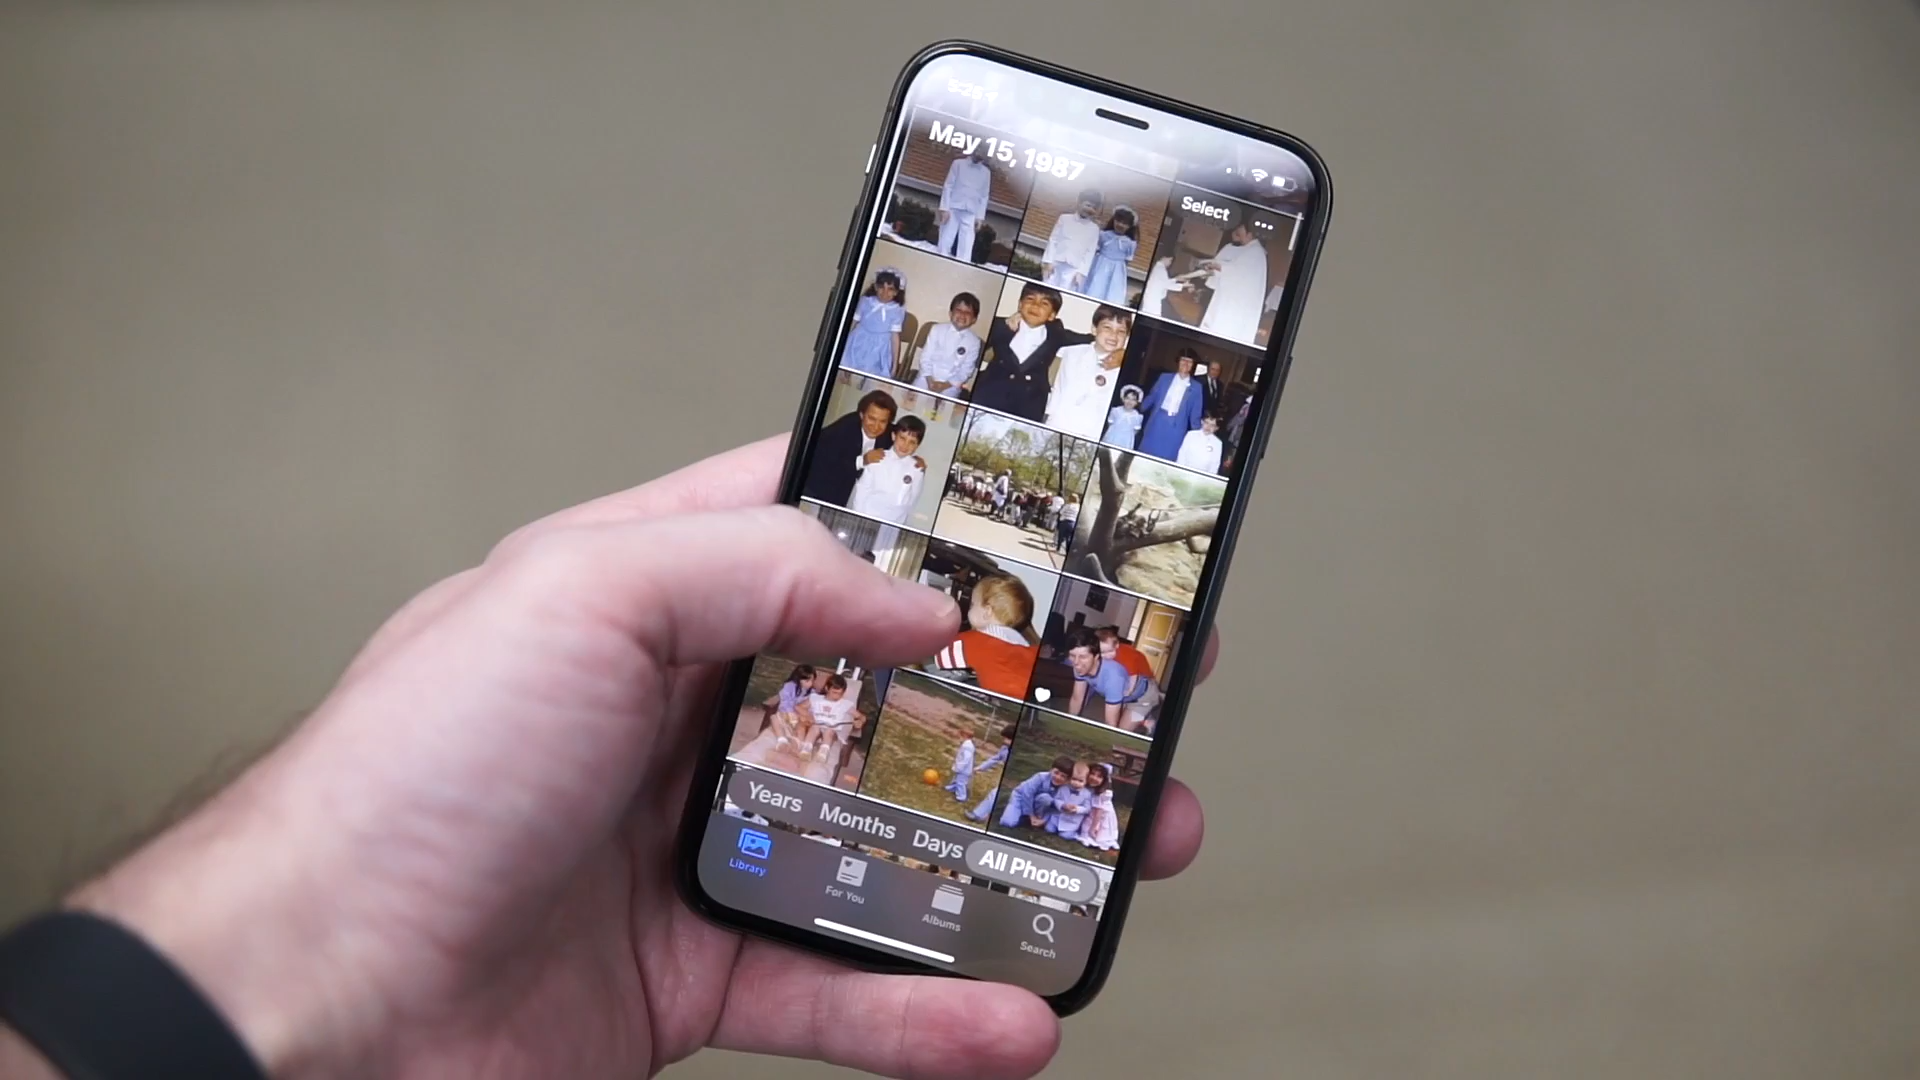 May 15, 1987
Select
Years
Months
Days
All Photos
Library
For You
Albums
Search